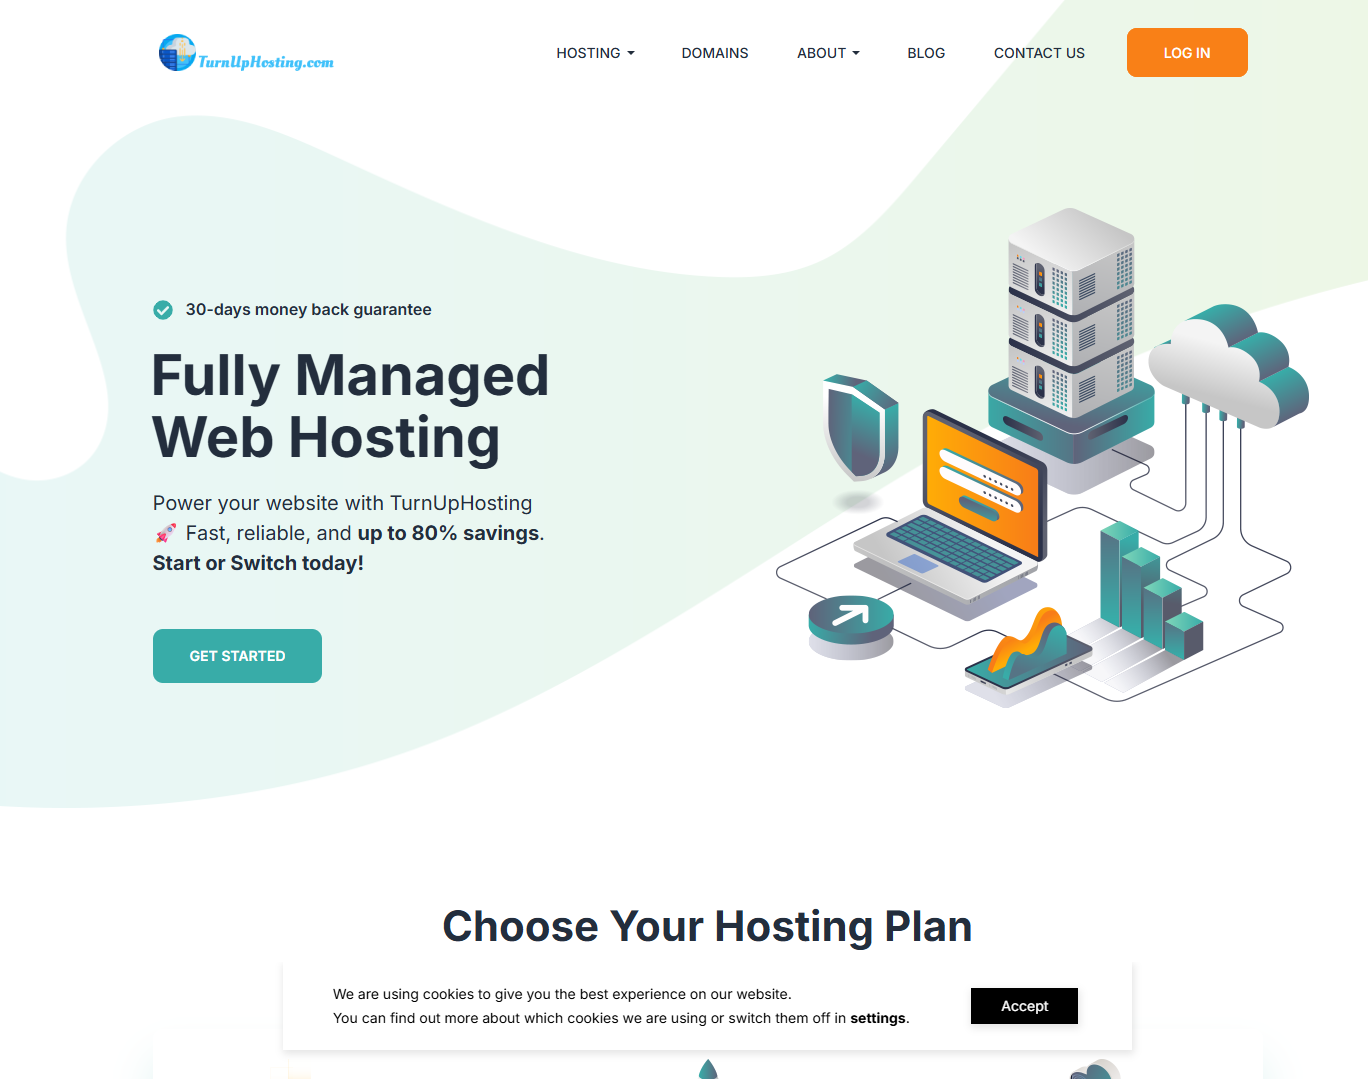 TurnUpHosting.com
HOSTING
DOMAINS
ABOUT
BLOG
CONTACT US
LOG IN
30-days money back guarantee
Fully Managed
Web Hosting
Power your website with TurnUpHosting
🚀 Fast, reliable, and up to 80% savings.
Start or Switch today!
GET STARTED
Choose Your Hosting Plan
We are using cookies to give you the best experience on our website.
You can find out more about which cookies we are using or switch them off in settings.
Accept